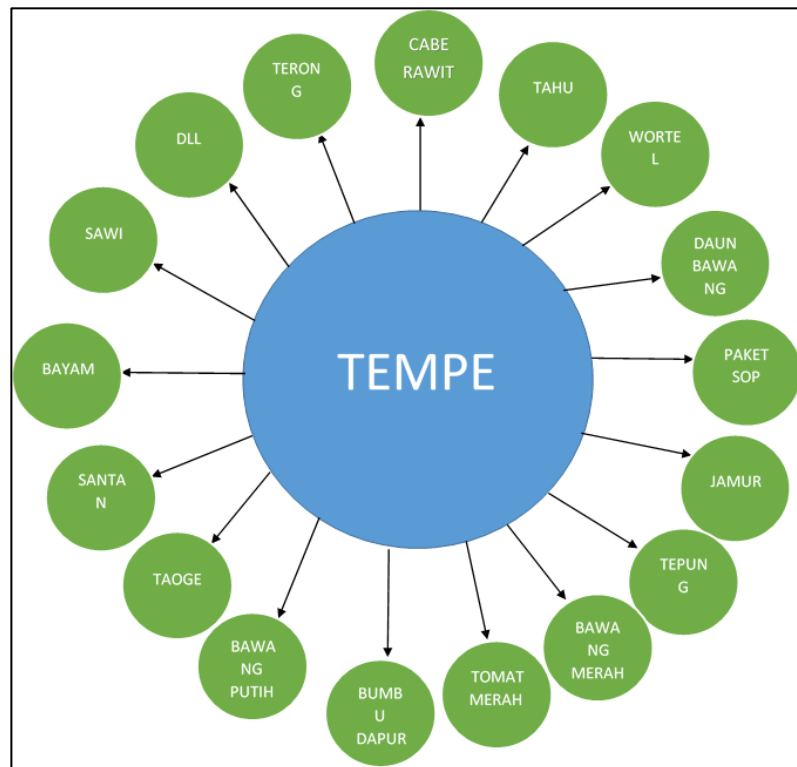 CABE
RAWIT
TAHU
WORTE
L
DAUN
BAWA
NG
PAKET
SOP
JAMUR
TEPUN
G
BAWA
NG
MERAH
TOMAT
MERAH
BUMB
U
DAPUR
BAWA
NG
PUTIH
TAOGE
SANTA
N
BAYAM
SAWI
DLL
TERON
G
TEMPE